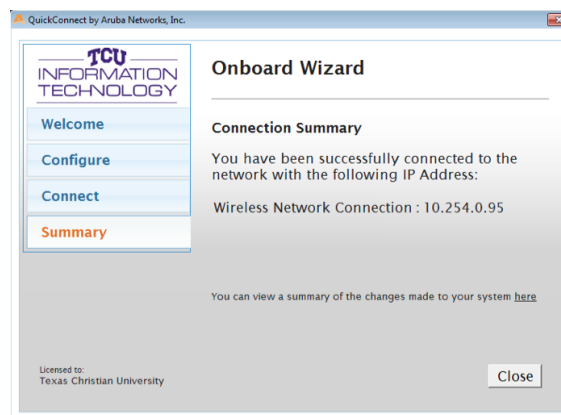 QuickConnect by Aruba Networks, Inc.
TCU
INFORMATION
TECHNOLOGY
Welcome
Configure
Connect
Summary
Onboard Wizard
Connection Summary
You have been successfully connected to the
network with the following IP Address:
Wireless Network Connection : 10.254.0.95
You can view a summary of the changes made to your system here
Licensed to:
Texas Christian University
Close